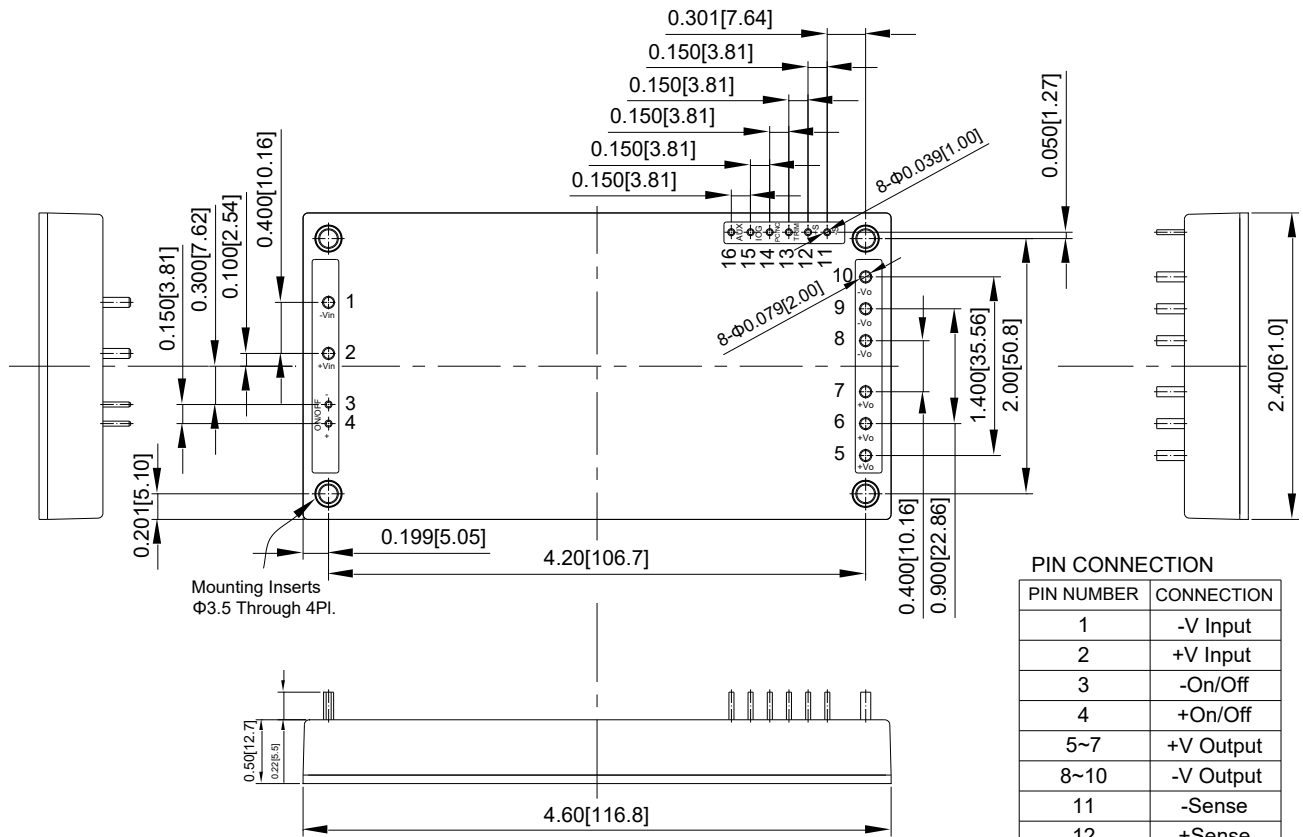 0.301[7.64]
0.150[3.81]
0.150[3.81]
0.150[3.81]
0.150[3.81]
0.150[3.81]
8-Φ0.039[1.00]
0.050[1.27]
0.400[10.16]
0.100[2.54]
0.300[7.62]
0.150[3.81]
0.201[5.10]
AUX
IOG
PC/NC
TRIM
+S
16
15
14
13
12
11
1
-Vin
2
+Vin
-
3
ON/OFF
4
+
10
-Vo
9
-Vo
8
-Vo
7
+Vo
6
+Vo
5
+Vo
8-Φ0.079[2.00]
1.400[35.56]
2.00[50.8]
2.40[61.0]
0.400[10.16]
0.900[22.86]
0.199[5.05]
4.20[106.7]
Mounting Inserts
Φ3.5 Through 4Pl.
0.50[12.7]
0.22[5.5]
4.60[116.8]
PIN CONNECTION
PIN NUMBER CONNECTION
1 -V Input
2 +V Input
3 -On/Off
4 +On/Off
5~7 +V Output
8~10 -V Output
11 -Sense
12 +Sense